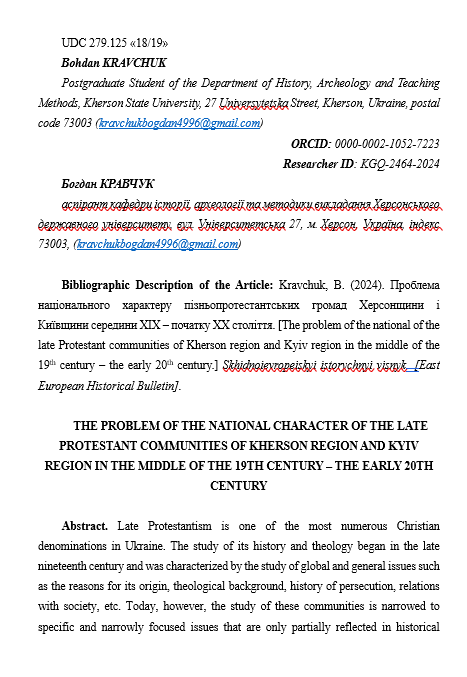 UDC 279.125 «18/19»
Bohdan KRAVCHUK
Postgraduate Student of the Department of History, Archeology and Teaching
Methods, Kherson State University, 27 Universytetska Street, Kherson, Ukraine, postal
code 73003 (kravchukbogdan4996@gmail.com)
ORCID: 0000-0002-1052-7223
Researcher ID: KGQ-2464-2024
Богдан КРАВЧУК
аспірант кафедри історії, археології та методики викладання Херсонського
державного університету, вул. Університетська 27, м. Херсон, Україна, індекс
73003, (kravchukbogdan4996@gmail.com)
Bibliographic Description of the Article: Kravchuk, B. (2024). Проблема
національного характеру пізньопротестантських громад Херсонщини і
Київщини середини XIX – початку XX століття. [The problem of the national of the
late Protestant communities of Kherson region and Kyiv region in the middle of the
19th century – the early 20th century.] Skhidnoievropeiskyi istorychnyi visnyk [East
European Historical Bulletin].
THE PROBLEM OF THE NATIONAL CHARACTER OF THE LATE
PROTESTANT COMMUNITIES OF KHERSON REGION AND KYIV
REGION IN THE MIDDLE OF THE 19TH CENTURY – THE EARLY 20TH
CENTURY
Abstract. Late Protestantism is one of the most numerous Christian
denominations in Ukraine. The study of its history and theology began in the late
nineteenth century and was characterized by the study of global and general issues such
as the reasons for its origin, theological background, history of persecution, relations
with society, etc. Today, however, the study of these communities is narrowed to
specific and narrowly focused issues that are only partially reflected in historical